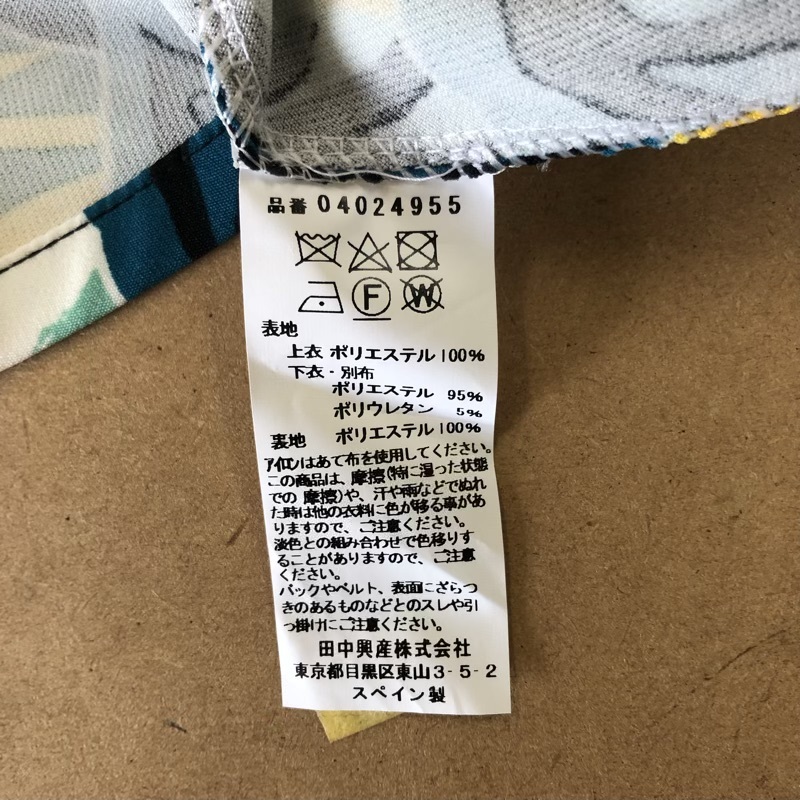 品番 04024955
F W
表地
上衣 ポリエステル 100%
下衣・別布
ポリエステル 95%
ポリウレタン 5%
裏地 ポリエステル 100%
アイロンはあて布を使用してください。
この商品は、摩擦(特に湿った状態
での 摩擦)や、汗や雨などでぬれ
た時は他の衣料に色が移る事があ
りますので、ご注意ください。
淡色との組み合わせで色移りす
ることがありますので、ご注意
ください。
バックやベルト、表面にざらつ
きのあるものなどとのスレや引
っ掛けにご注意ください。
田中興産株式会社
東京都目黒区東山3-5-2
スペイン製